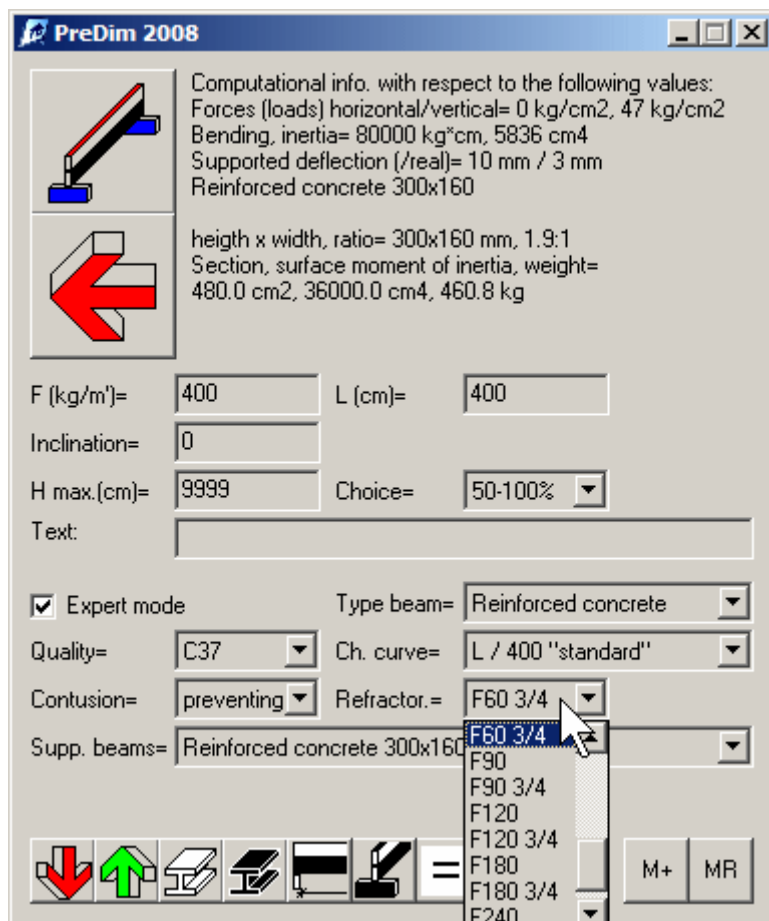 PreDim 2008
Computational info. with respect to the following values:
Forces (loads) horizontal/vertical= 0 kg/cm2, 47 kg/cm2
Bending, inertia= 80000 kg*cm, 5836 cm4
Supported deflection (/real)= 10 mm / 3 mm
Reinforced concrete 300x160
heigth x width, ratio= 300x160 mm, 1.9:1
Section, surface moment of inertia, weight=
480.0 cm2, 36000.0 cm4, 460.8 kg
F (kg/m')= 400 L (cm)= 400
Inclination= 0
H max.(cm)= 9999 Choice= 50-100%
Text:
Expert mode Type beam= Reinforced concrete
Quality= C37 Ch. curve= L / 400 "standard"
Contusion= preventing Refractor.= F60 3/4
Supp. beams= Reinforced concrete 300x160
F60 3/4
F90
F90 3/4
F120
F120 3/4
F180
F180 3/4
F240
= M+ MR